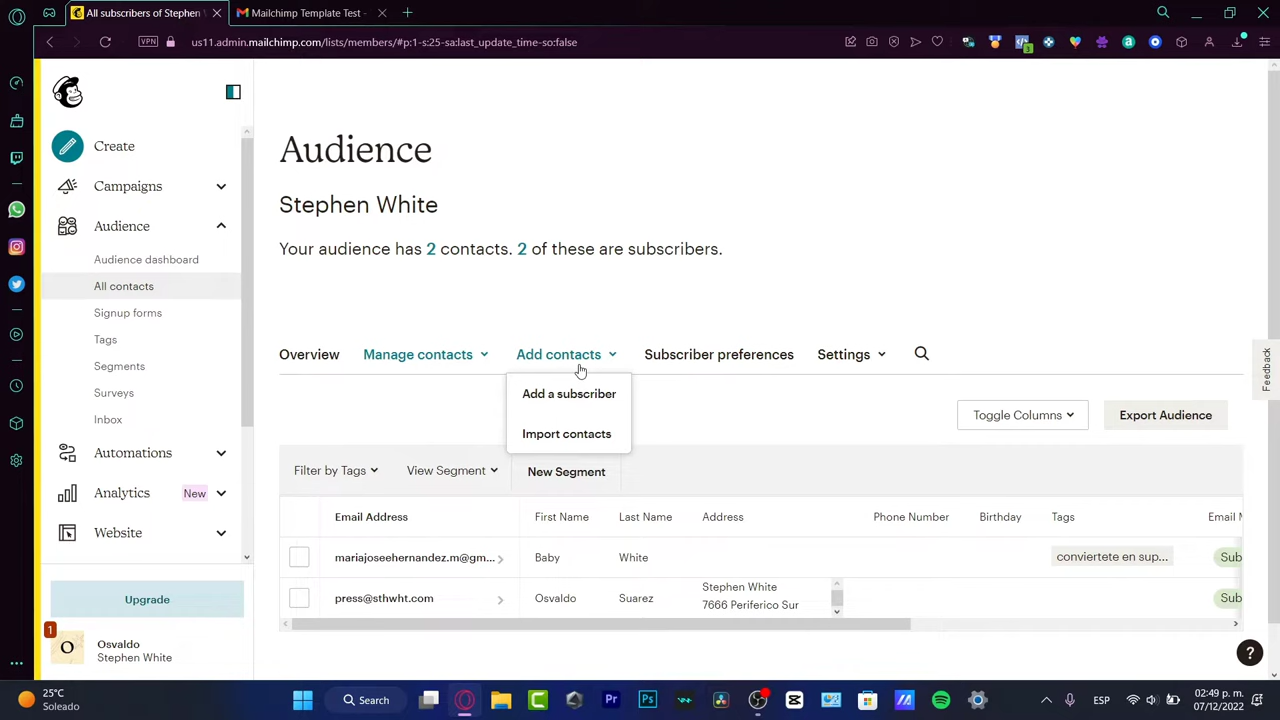 All subscribers of Stephen W
Mailchimp Template Test -
VPN
us11.admin.mailchimp.com/lists/members/#p:1-s:25-sa:last_update_time-so:false
3
Create
Campaigns
Audience
Audience dashboard
All contacts
Signup forms
Tags
Segments
Surveys
Inbox
Automations
Analytics New
Website
Upgrade
1
O
Osvaldo
Stephen White
Audience
Stephen White
Your audience has 2 contacts. 2 of these are subscribers.
Overview Manage contacts Add contacts Subscriber preferences Settings
Add a subscriber
Import contacts
Toggle Columns Export Audience
Filter by Tags View Segment New Segment
Email Address First Name Last Name Address Phone Number Birthday Tags Email M
mariajoseehernandez.m@gm... Baby White conviertete en sup... Sub
press@sthwht.com Osvaldo Suarez Stephen White
7666 Periferico Sur
Sub
Feedback
?
25°C
Soleado
Search
Pr
Ps
ESP
02:49 p. m.
07/12/2022